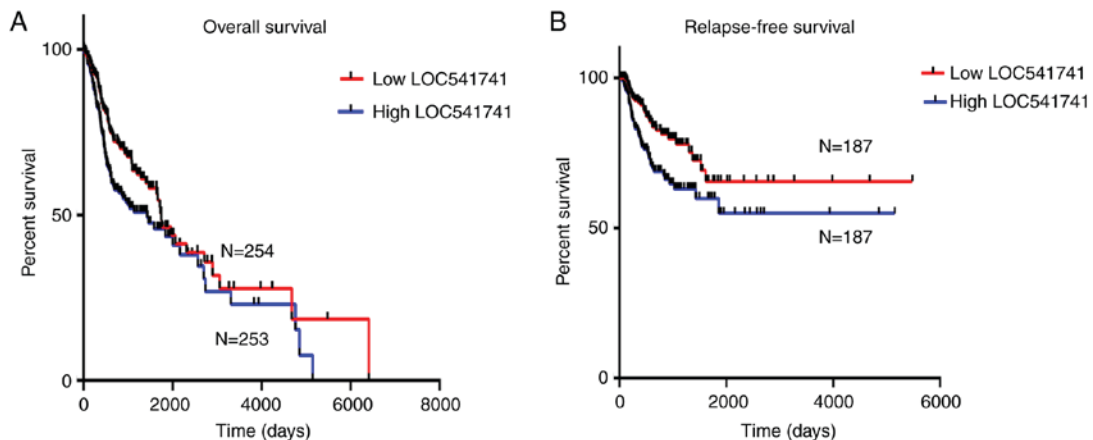 A
Overall survival
100
50
0
Percent survival
Low LOC541741
High LOC541741
N=254
N=253
0 2000 4000 6000 8000
Time (days)
B
Relapse-free survival
100
50
0
Percent survival
Low LOC541741
High LOC541741
N=187
N=187
0 2000 4000 6000
Time (days)